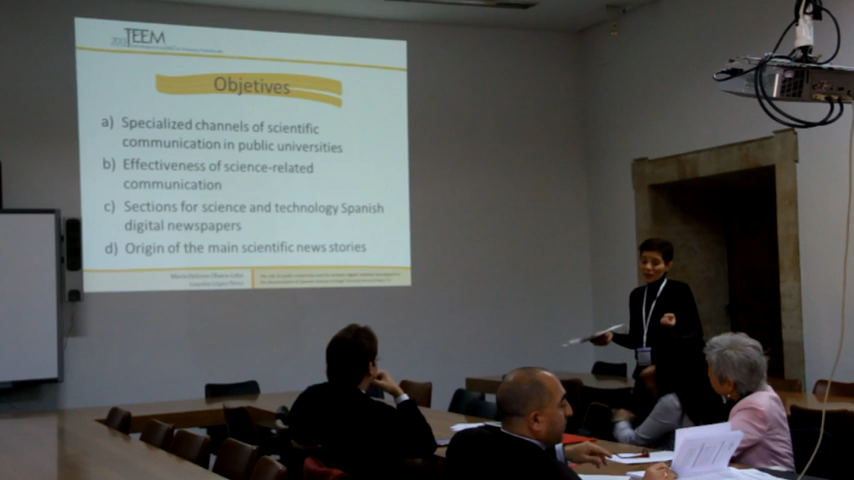 2013 TEEM
Objetives
a) Specialized channels of scientific
communication in public universities
b) Effectiveness of science-related
communication
c) Sections for science and technology Spanish
digital newspapers
d) Origin of the main scientific news stories